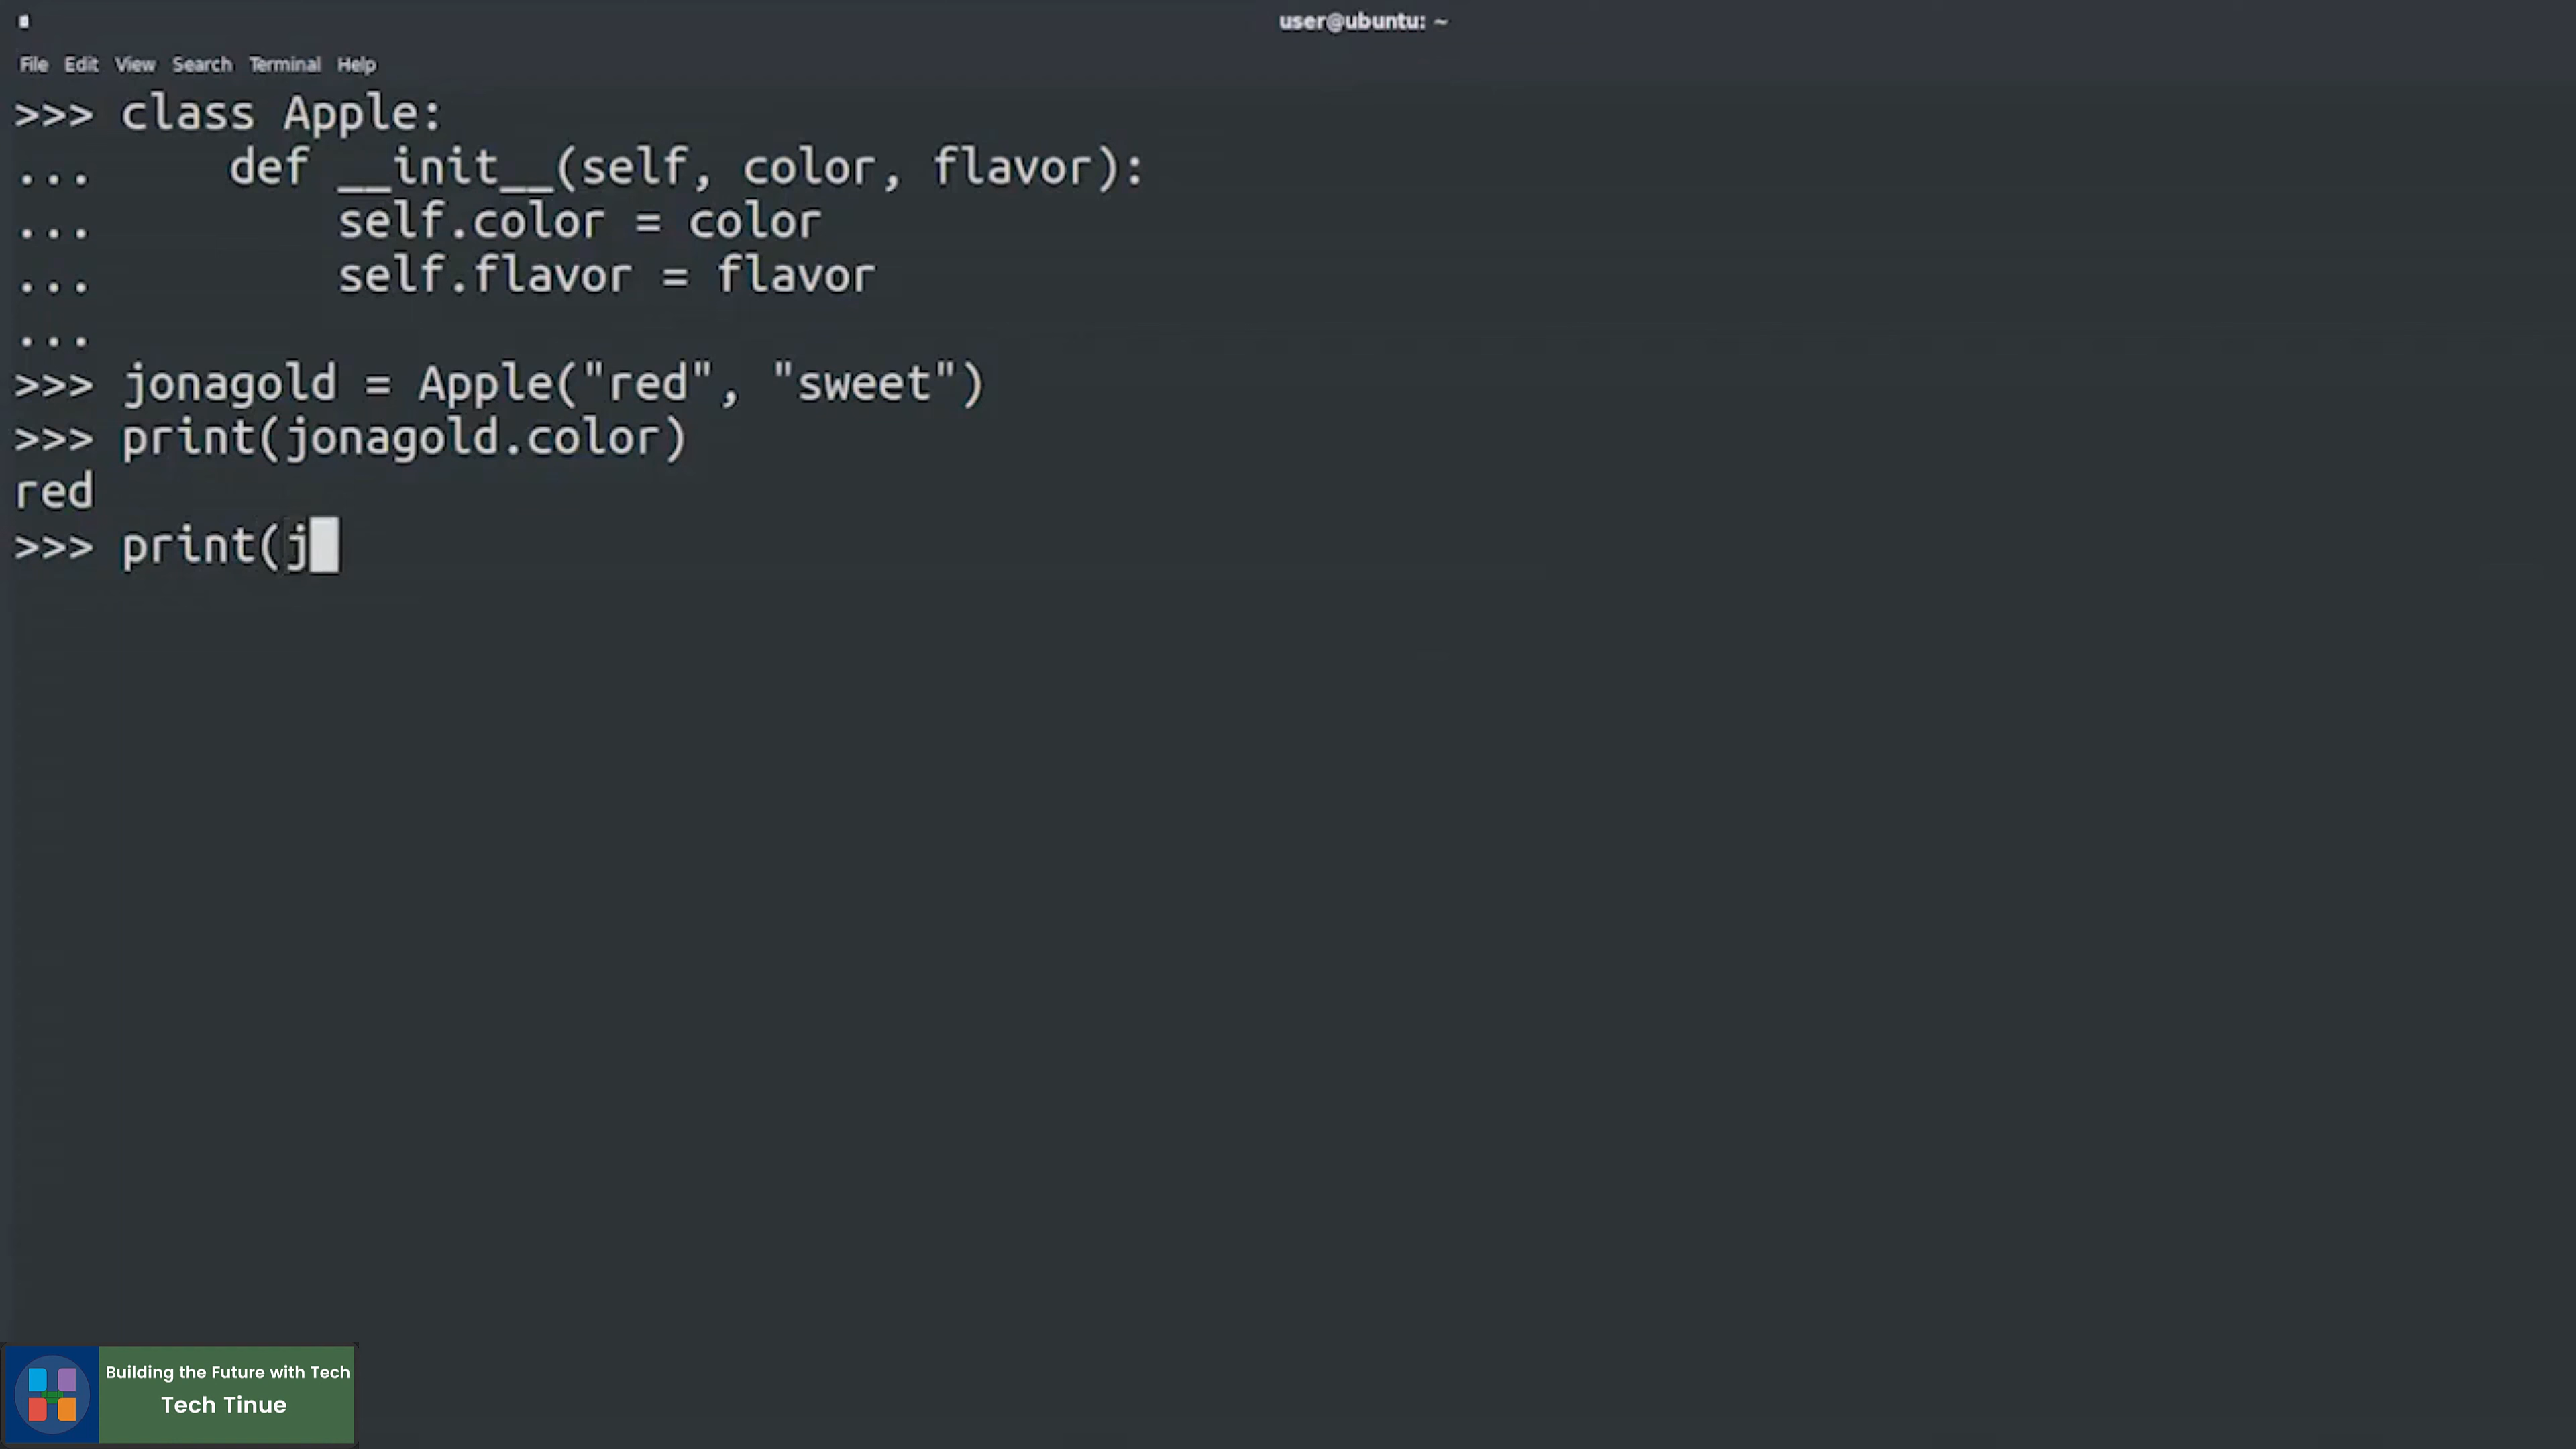 user@ubuntu: ~
File Edit View Search Terminal Help
>>> class Apple:
...     def __init__(self, color, flavor):
...         self.color = color
...         self.flavor = flavor
...
>>> jonagold = Apple("red", "sweet")
>>> print(jonagold.color)
red
>>> print(j
Building the Future with Tech
Tech Tinue